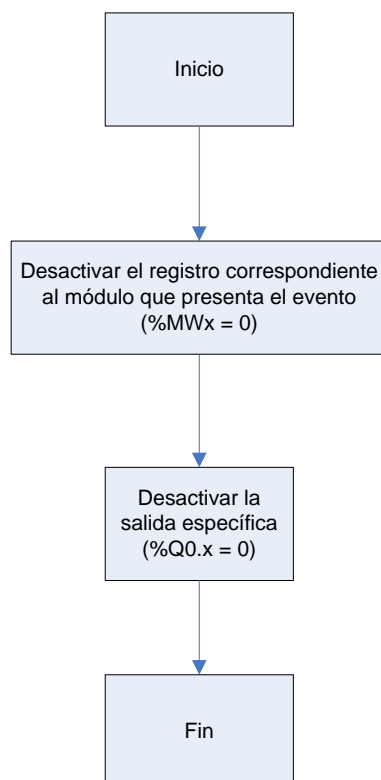 Inicio
Desactivar el registro correspondiente
al módulo que presenta el evento
(%MWx = 0)
Desactivar la
salida específica
(%Q0.x = 0)
Fin